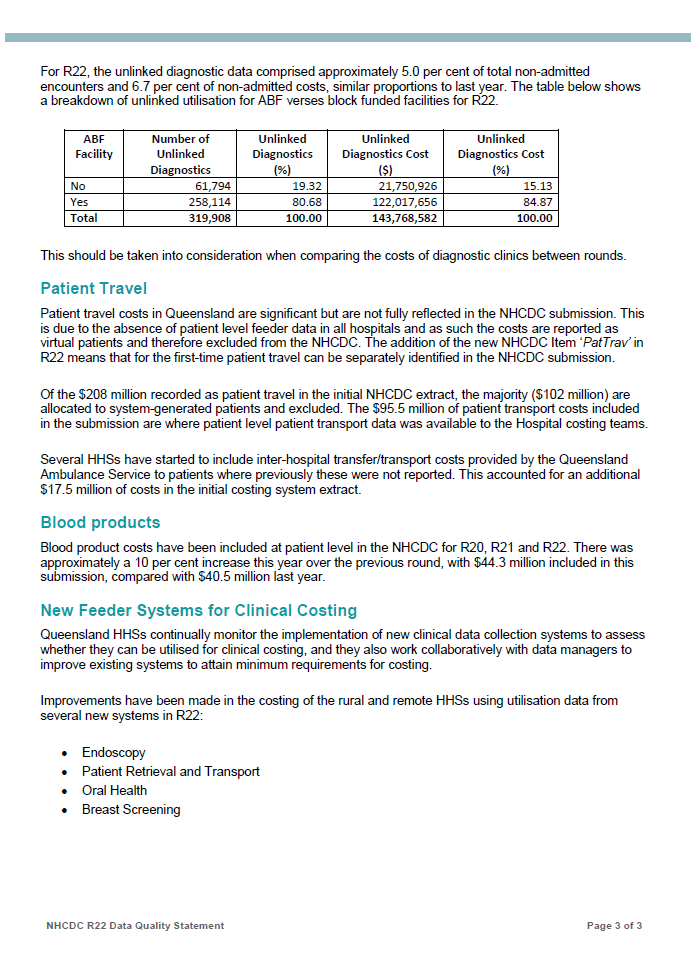 For R22, the unlinked diagnostic data comprised approximately 5.0 per cent of total non-admitted
encounters and 6.7 per cent of non-admitted costs, similar proportions to last year. The table below shows
a breakdown of unlinked utilisation for ABF verses block funded facilities for R22.
ABF Facility | Number of Unlinked Diagnostics | Unlinked Diagnostics (%) | Unlinked Diagnostics Cost ($) | Unlinked Diagnostics Cost (%)
No | 61,794 | 19.32 | 21,750,926 | 15.13
Yes | 258,114 | 80.68 | 122,017,656 | 84.87
Total | 319,908 | 100.00 | 143,768,582 | 100.00
This should be taken into consideration when comparing the costs of diagnostic clinics between rounds.
Patient Travel
Patient travel costs in Queensland are significant but are not fully reflected in the NHCDC submission. This
is due to the absence of patient level feeder data in all hospitals and as such the costs are reported as
virtual patients and therefore excluded from the NHCDC. The addition of the new NHCDC Item ‘PatTrav’ in
R22 means that for the first-time patient travel can be separately identified in the NHCDC submission.
Of the $208 million recorded as patient travel in the initial NHCDC extract, the majority ($102 million) are
allocated to system-generated patients and excluded. The $95.5 million of patient transport costs included
in the submission are where patient level patient transport data was available to the Hospital costing teams.
Several HHSs have started to include inter-hospital transfer/transport costs provided by the Queensland
Ambulance Service to patients where previously these were not reported. This accounted for an additional
$17.5 million of costs in the initial costing system extract.
Blood products
Blood product costs have been included at patient level in the NHCDC for R20, R21 and R22. There was
approximately a 10 per cent increase this year over the previous round, with $44.3 million included in this
submission, compared with $40.5 million last year.
New Feeder Systems for Clinical Costing
Queensland HHSs continually monitor the implementation of new clinical data collection systems to assess
whether they can be utilised for clinical costing, and they also work collaboratively with data managers to
improve existing systems to attain minimum requirements for costing.
Improvements have been made in the costing of the rural and remote HHSs using utilisation data from
several new systems in R22:
• Endoscopy
• Patient Retrieval and Transport
• Oral Health
• Breast Screening
NHCDC R22 Data Quality Statement
Page 3 of 3